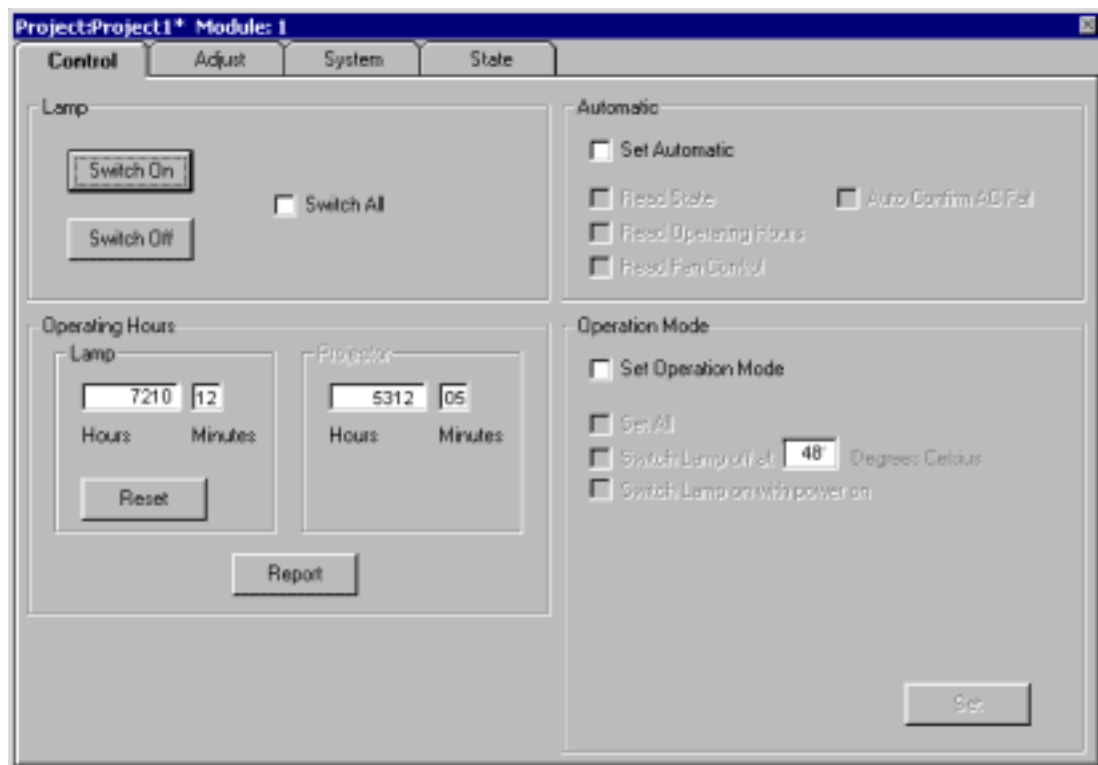 Project:Project1* Module: 1
Control Adjust System State
Lamp
Switch On
Switch All
Switch Off
Automatic
Set Automatic
Read State Auto Confirm AC Fail
Read Operating Hours
Read Fan Control
Operating Hours
Lamp
7210 12
Hours Minutes
Reset
Projector
5312 05
Hours Minutes
Report
Operation Mode
Set Operation Mode
Set All
Switch Lamp off at 48° Degrees Celsius
Switch Lamp on with power on
Set